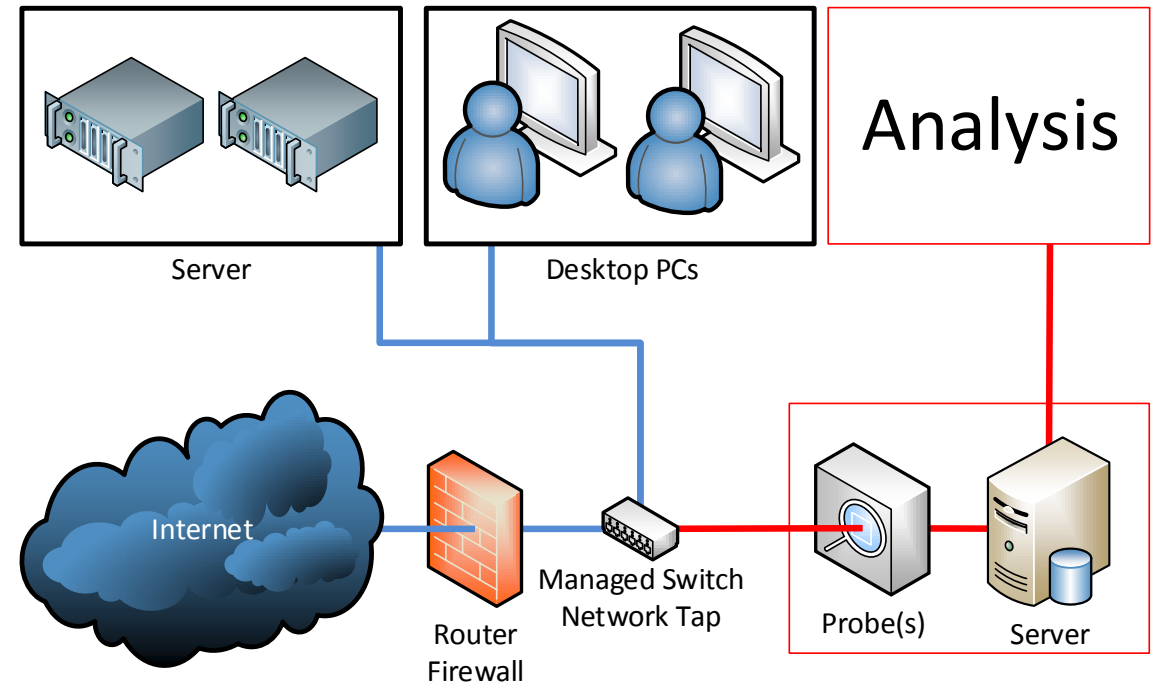 Analysis
Server
Desktop PCs
Internet
Router
Firewall
Managed Switch
Network Tap
Probe(s)
Server